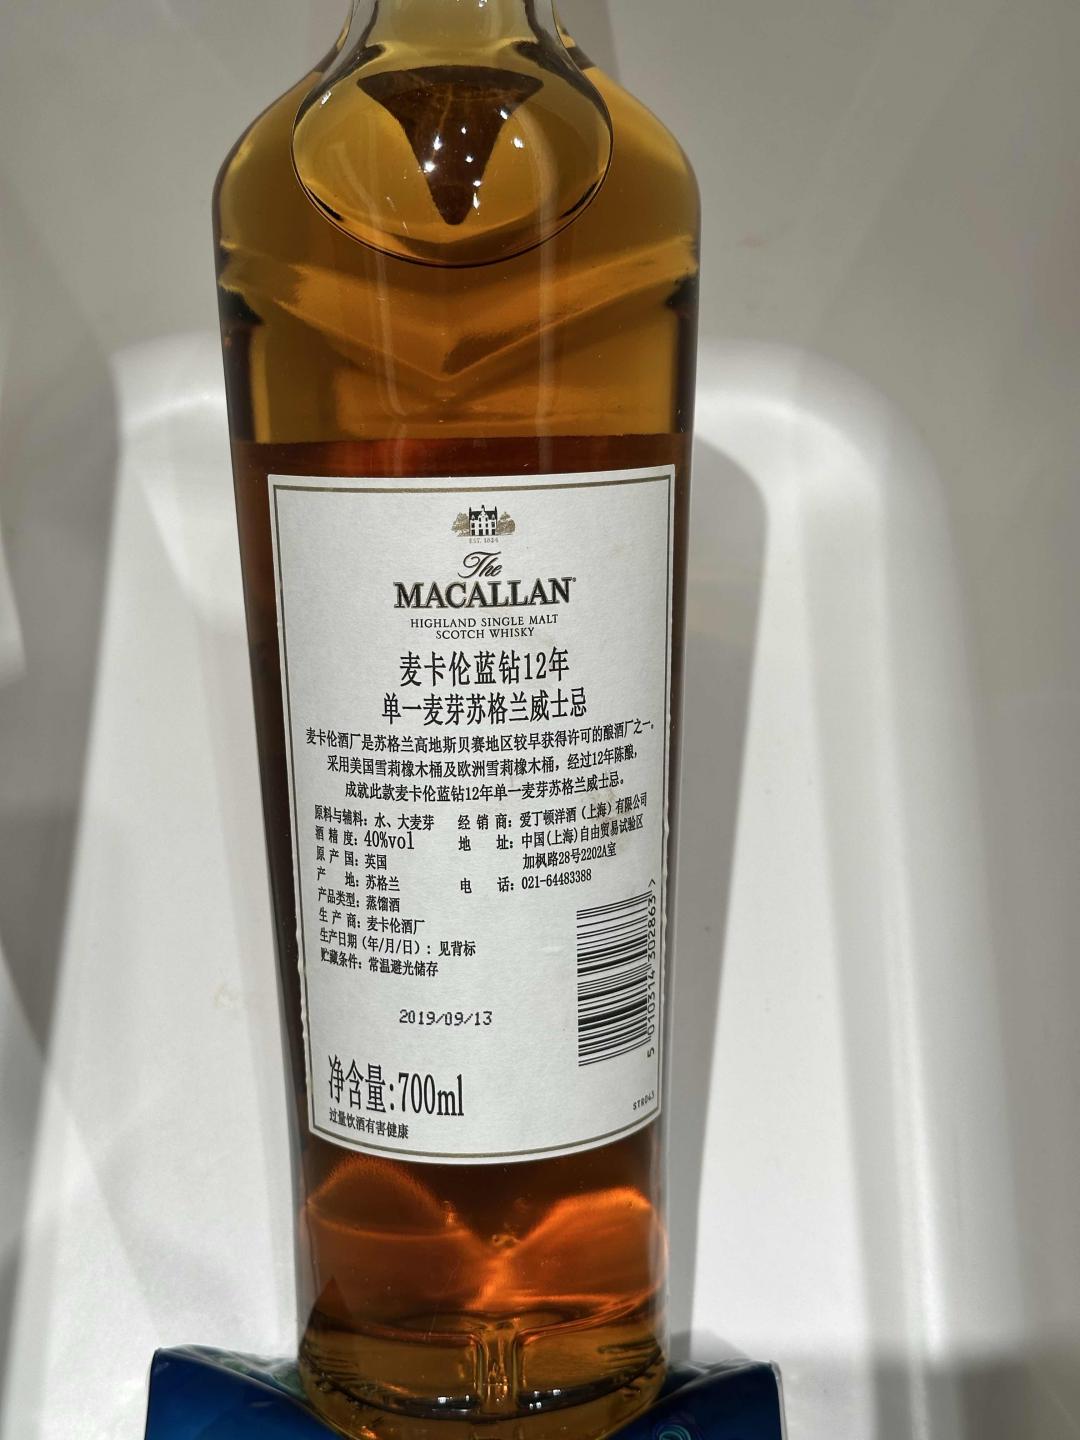 EST. 1824
The
MACALLAN
HIGHLAND SINGLE MALT
SCOTCH WHISKY
麦卡伦蓝钻12年
单一麦芽苏格兰威士忌
麦卡伦酒厂是苏格兰高地斯贝赛地区较早获得许可的酿酒厂之一。
采用美国雪莉橡木桶及欧洲雪莉橡木桶，经过12年陈酿，
成就此款麦卡伦蓝钻12年单一麦芽苏格兰威士忌。
原料与辅料：水、大麦芽
酒精度：40%vol
原产国：英国
产地：苏格兰
产品类型：蒸馏酒
生产商：麦卡伦酒厂
生产日期（年/月/日）：见背标
贮藏条件：常温避光储存
经销商：爱丁顿洋酒（上海）有限公司
地址：中国(上海)自由贸易试验区
加枫路28号2202A室
电话：021-64483388
2019/09/13
净含量:700ml
过量饮酒有害健康
5 010314 302863 >
STR043